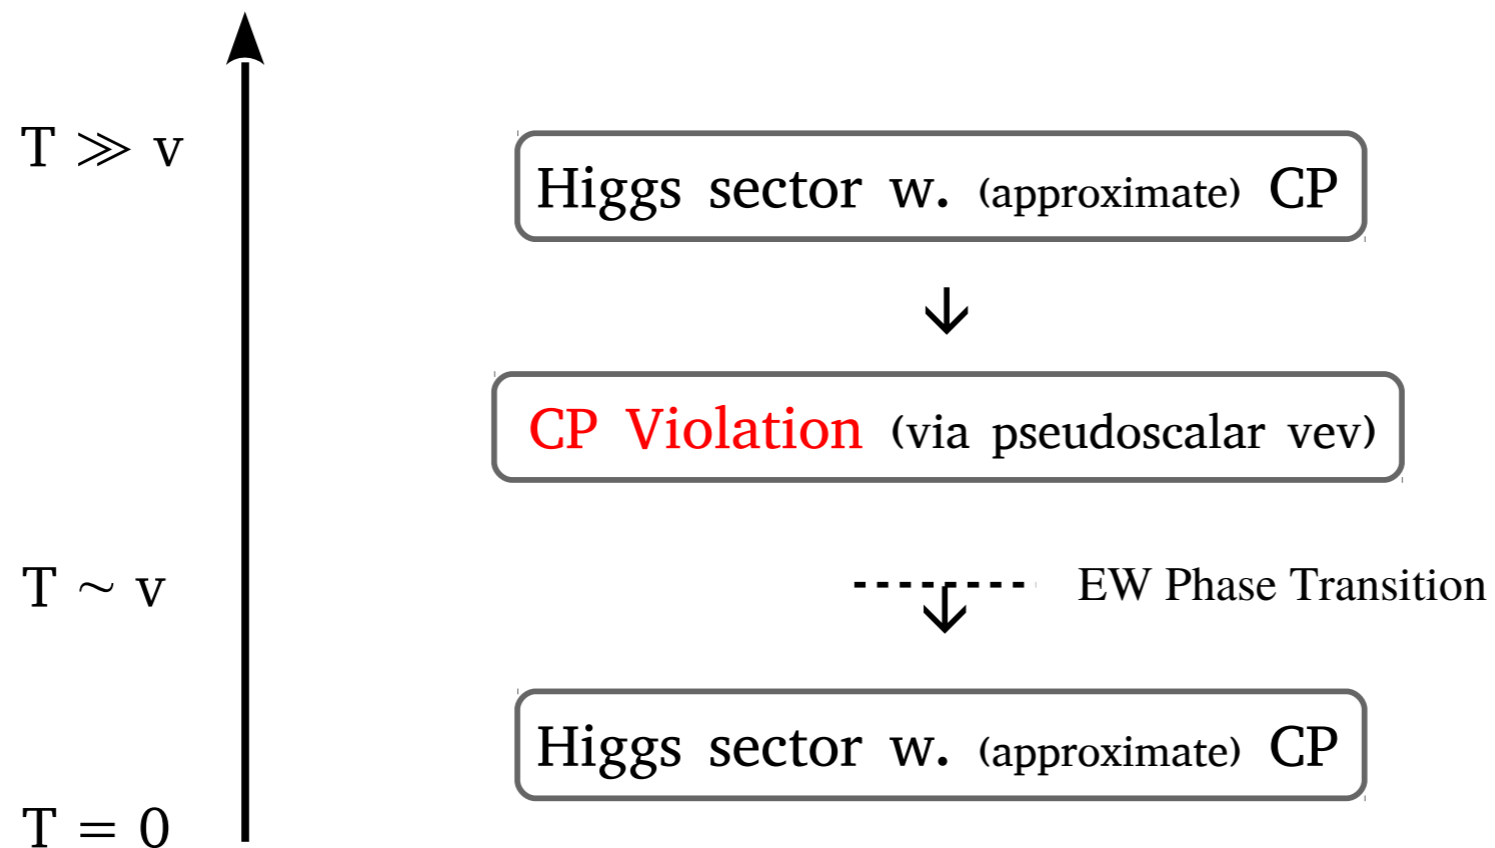 T ≫ v
Higgs sector w. (approximate) CP
CP Violation (via pseudoscalar vev)
T ~ v
EW Phase Transition
Higgs sector w. (approximate) CP
T = 0